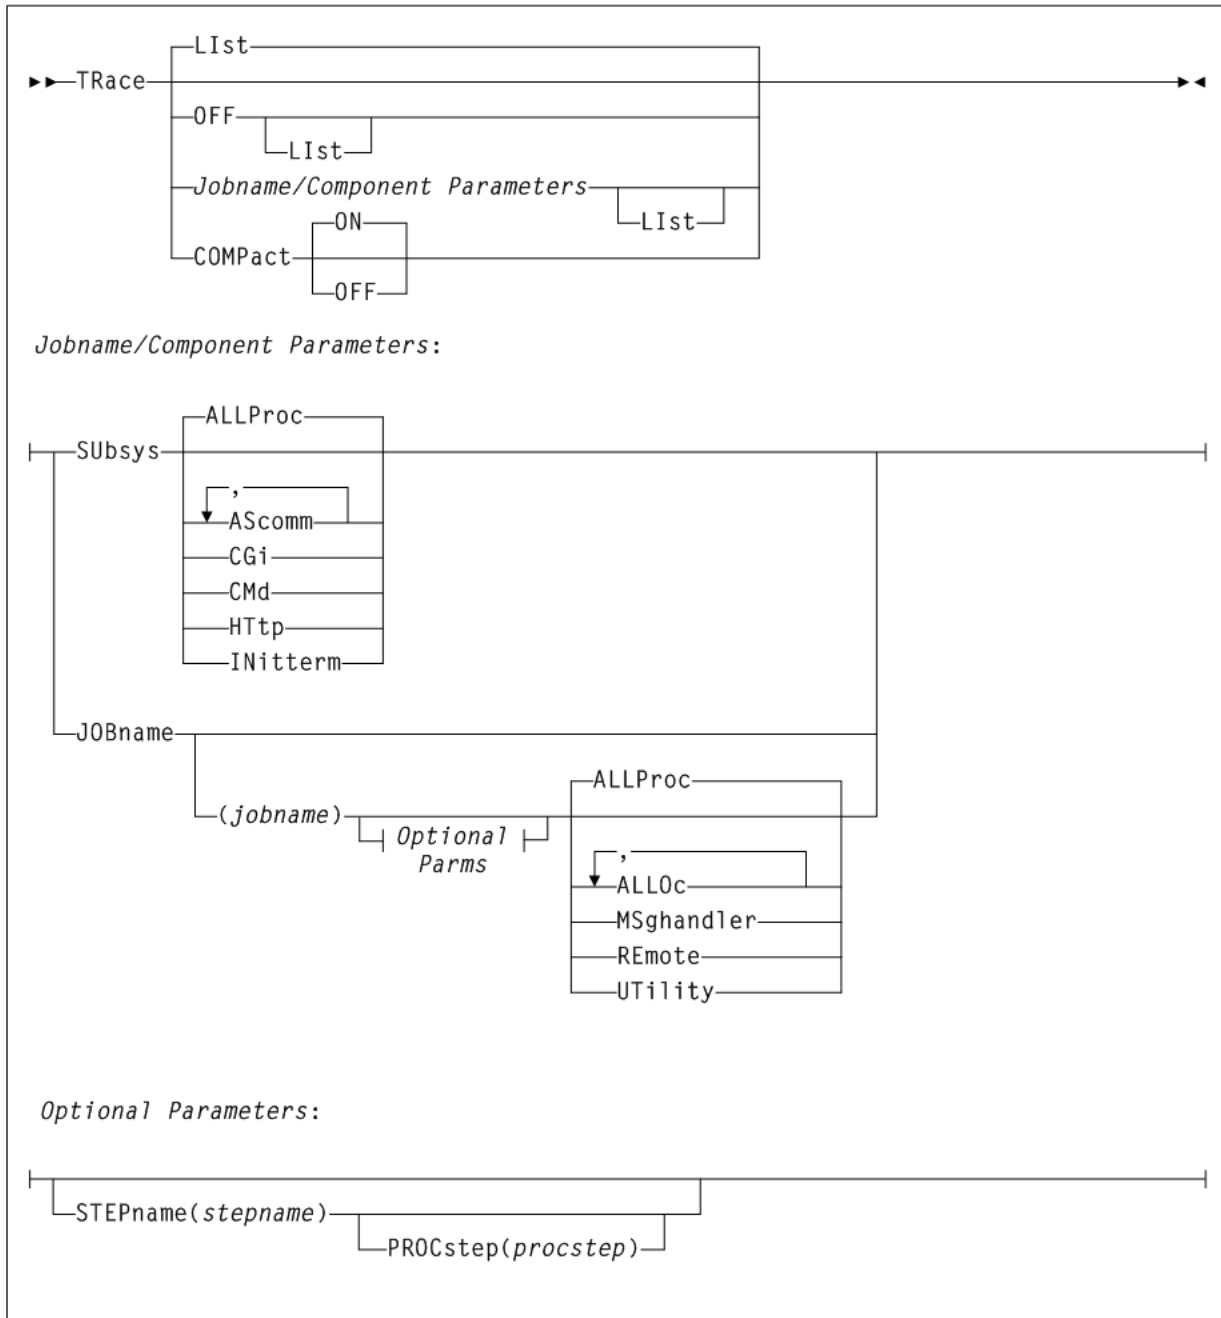 LIst
TRace
OFF
LIst
Jobname/Component Parameters
LIst
ON
COMPact
OFF
Jobname/Component Parameters:
ALLProc
SUbsys
,
AScomm
CGi
CMd
HTtp
INitterm
JOBname
ALLProc
(jobname)
Optional
Parms
,
ALLOc
MSghandler
REmote
UTility
Optional Parameters:
STEPname(stepname)
PROCstep(procstep)